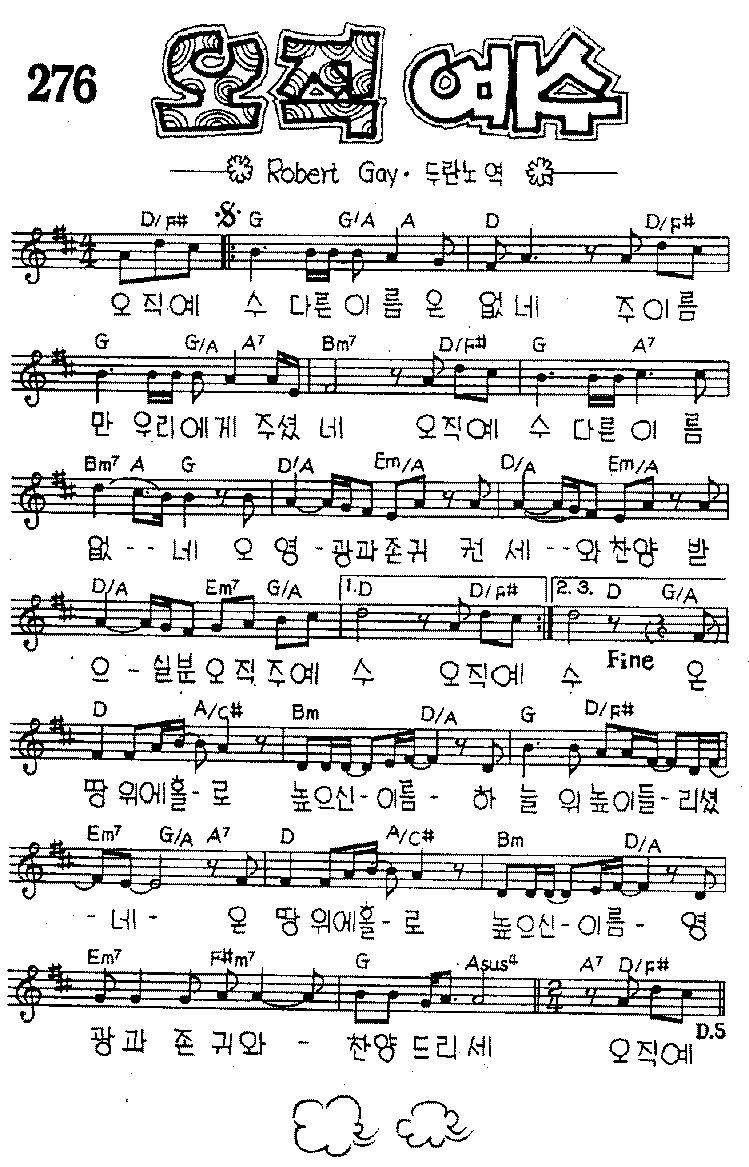 276
오직 예수
Robert Gay · 두란노 역
D/F# G G/A A D D/F#
오직예 수 다른이름 은 없네 주이름
G G/A A7 Bm7 D/F# G A7
만 우리에게 주셨 네 오직예 수 다른 이 름
Bm7 A G D/A Em/A D/A Em/A
없 - - 네 오 영 - 광과존귀 권 세 - - 와찬양 받
D/A Em7 G/A 1. D D/F# 2. 3. D G/A
으 - 실분오직주예 수 오직예 수 Fine 온
D A/C# Bm D/A G D/F#
땅 위에홀 - 로 높으신 - 이름 - 하 늘 위높이들 - 리셨
Em7 G/A A7 D A/C# Bm D/A
- 네 - 온 땅 위에홀 - 로 높으신 - 이름 - 영
Em7 F#m7 G Asus4 A7 D/F#
광과 존 귀와 - 찬양 드리 세 오직예
D.S